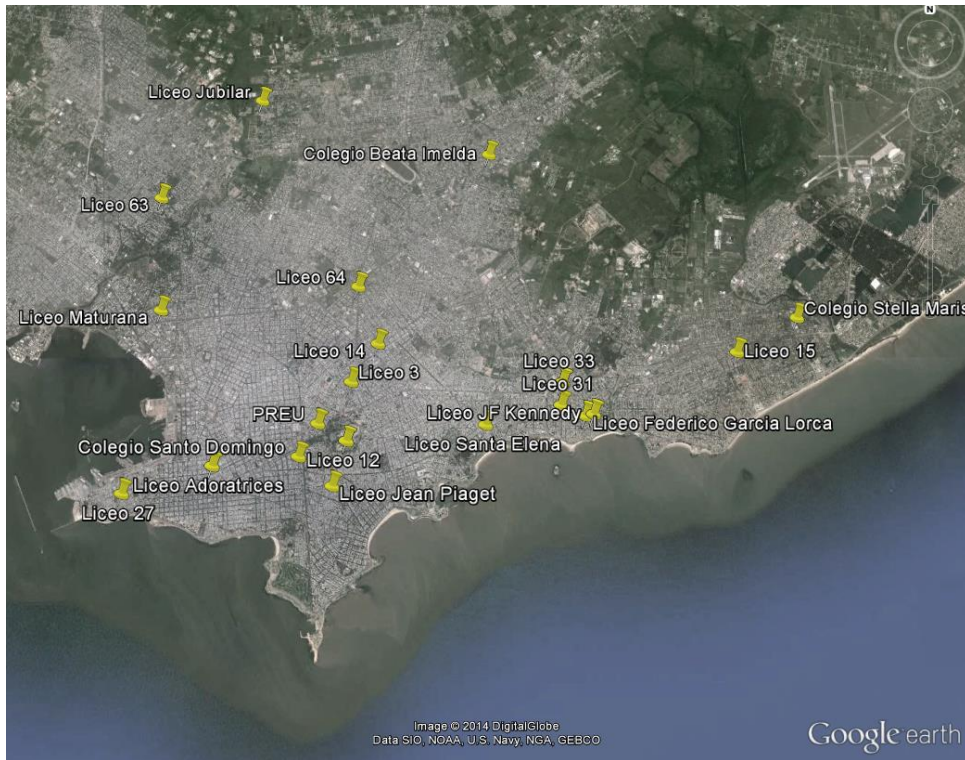 N
Liceo Jubilar
Colegio Beata Imelda
Liceo 63
Liceo 64
Colegio Stella Maris
Liceo Maturana
Liceo 14
Liceo 15
Liceo 33
Liceo 3
Liceo 31
PREU
Liceo JF Kennedy
Liceo Federico Garcia Lorca
Liceo Santa Elena
Colegio Santo Domingo
Liceo 12
Liceo Adoratrices
Liceo Jean Piaget
Liceo 27
Image © 2014 DigitalGlobe
Data SIO, NOAA, U.S. Navy, NGA, GEBCO
Google earth